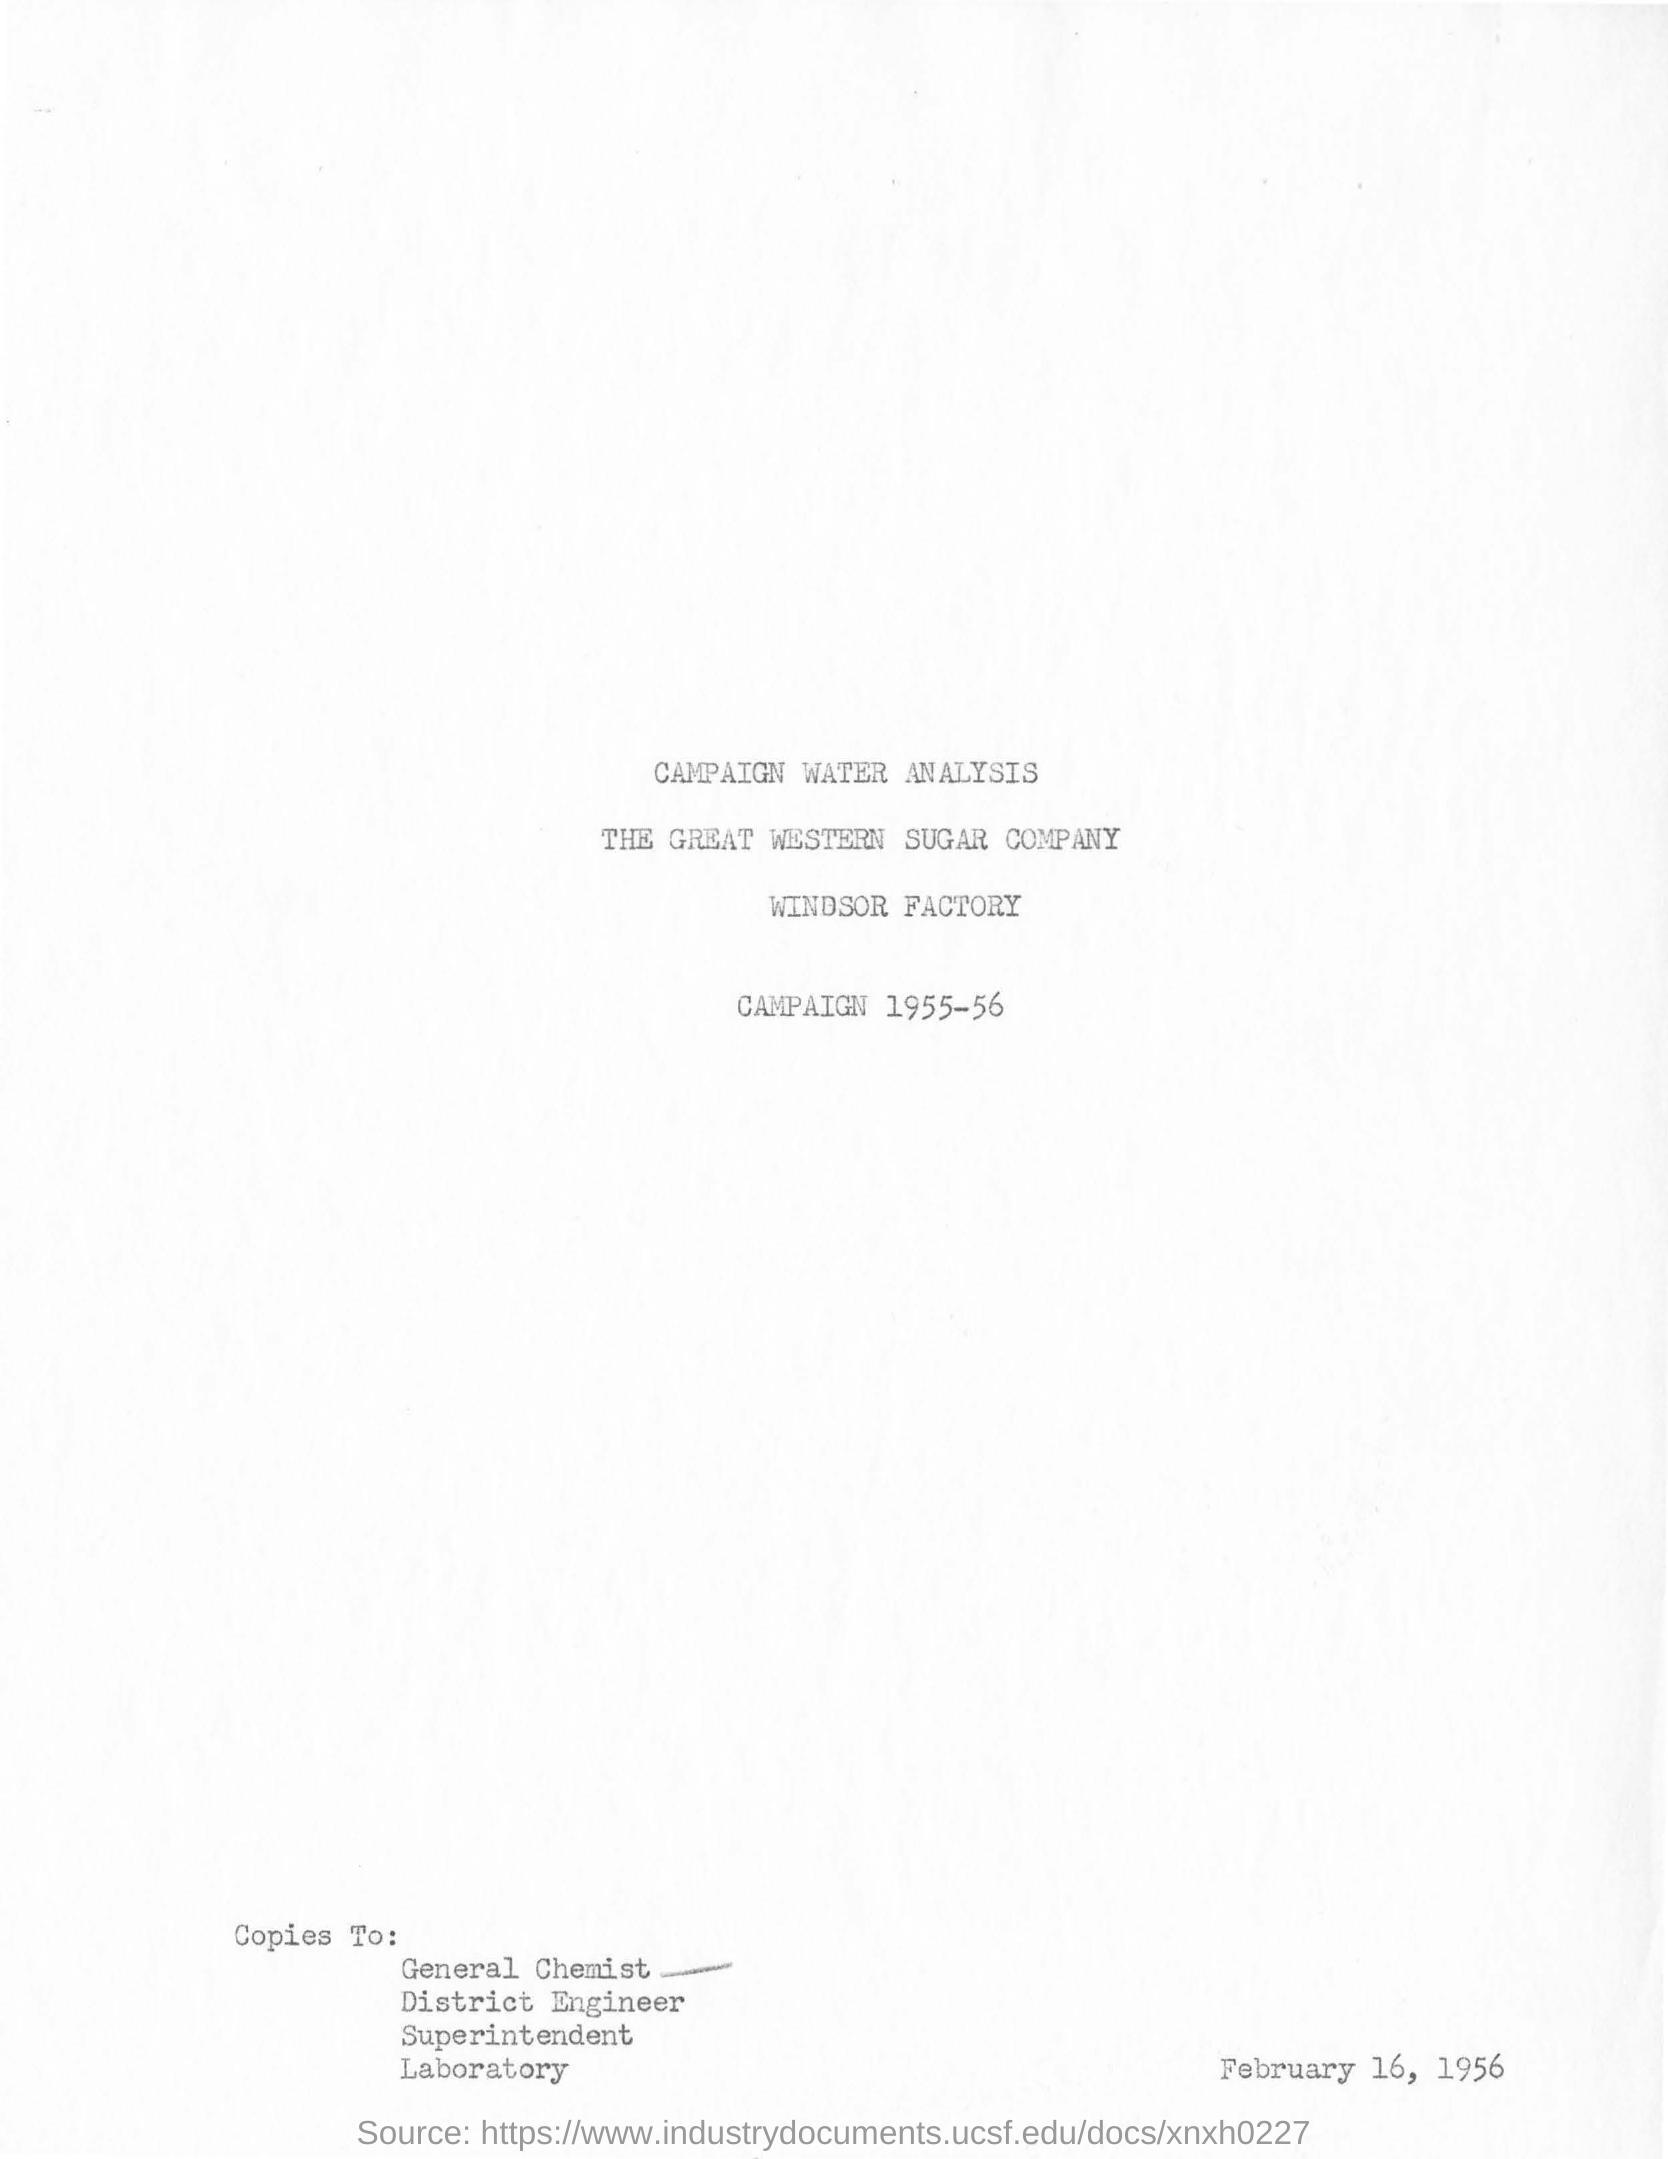 CAMPAIGN WATER ANALYSIS
THE GREAT WESTERN SUGAR COMPANY
WINDSOR FACTORY
CAMPAIGN 1955-56
Copies To:
General Chemist
District Engineer
Superintendent
Laboratory
February 16, 1956
Source: https://www.industrydocuments.ucsf.edu/docs/xnxh0227